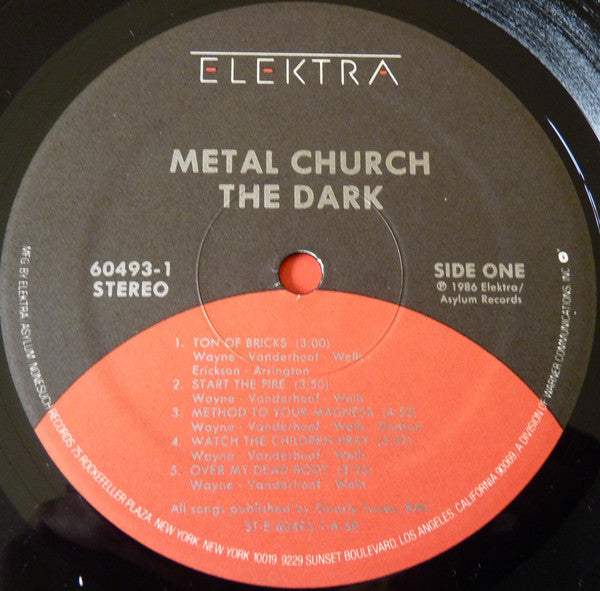 ELEKTRA
METAL CHURCH
THE DARK
60493-1
STEREO
SIDE ONE
℗ 1986 Elektra/
Asylum Records
1. TON OF BRICKS (3:00)
Wayne - Vanderhoof - Wells -
Erickson - Arrington
2. START THE FIRE (3:50)
Wayne - Vanderhoof - Wells
3. METHOD TO YOUR MADNESS
Wayne - Vanderhoof - Wells
4. WATCH THE CHILDREN PRAY
Wayne - Vanderhoof - Wells
5. OVER MY DEAD BODY
Wayne - Vanderhoof - Wells
All songs published by
ST-E-60493-1-A-SP
MFG. BY ELEKTRA/ASYLUM/NONESUCH RECORDS 75 ROCKEFELLER PLAZA, NEW YORK, NEW YORK 10019. 9229 SUNSET BOULEVARD, LOS ANGELES, CALIFORNIA 90069. A DIVISION OF WARNER COMMUNICATIONS INC